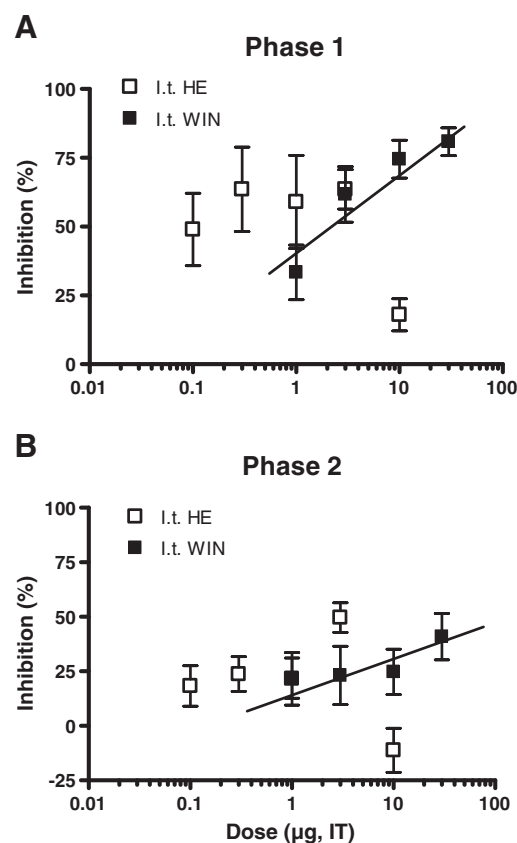 A
Phase 1
I.t. HE
I.t. WIN
Inhibition (%)
100
75
50
25
0
0.01 0.1 1 10 100
B
Phase 2
I.t. HE
I.t. WIN
Inhibition (%)
100
75
50
25
0
-25
0.01 0.1 1 10 100
Dose (μg, IT)